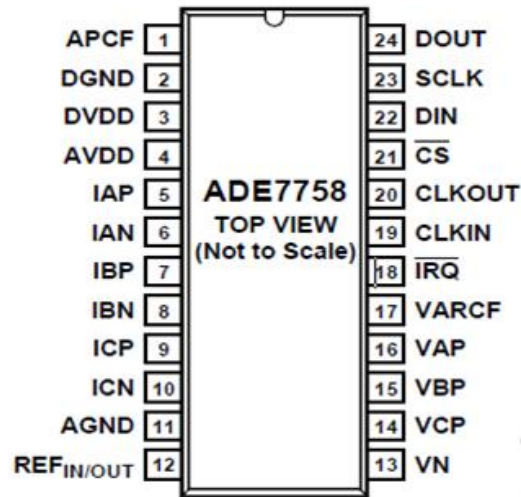 APCF 1 24 DOUT
DGND 2 23 SCLK
DVDD 3 22 DIN
AVDD 4 21 CS
IAP 5 ADE7758 20 CLKOUT
TOP VIEW
IAN 6 (Not to Scale) 19 CLKIN
IBP 7 18 IRQ
IBN 8 17 VARCF
ICP 9 16 VAP
ICN 10 15 VBP
AGND 11 14 VCP
REFIN/OUT 12 13 VN